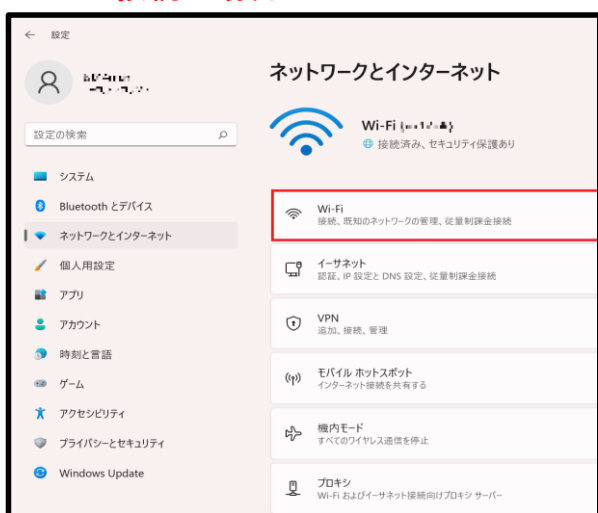 設定
ネットワークとインターネット
Wi-Fi
接続済み、セキュリティ保護あり
設定の検索
システム
Bluetooth とデバイス
ネットワークとインターネット
個人用設定
アプリ
アカウント
時刻と言語
ゲーム
アクセシビリティ
プライバシーとセキュリティ
Windows Update
Wi-Fi
接続、既知のネットワークの管理、従量制課金接続
イーサネット
認証、IP 設定と DNS 設定、従量制課金接続
VPN
追加、接続、管理
モバイル ホットスポット
インターネット接続を共有する
機内モード
すべてのワイヤレス通信を停止
プロキシ
Wi-Fi およびイーサネット接続向けプロキシ サーバー